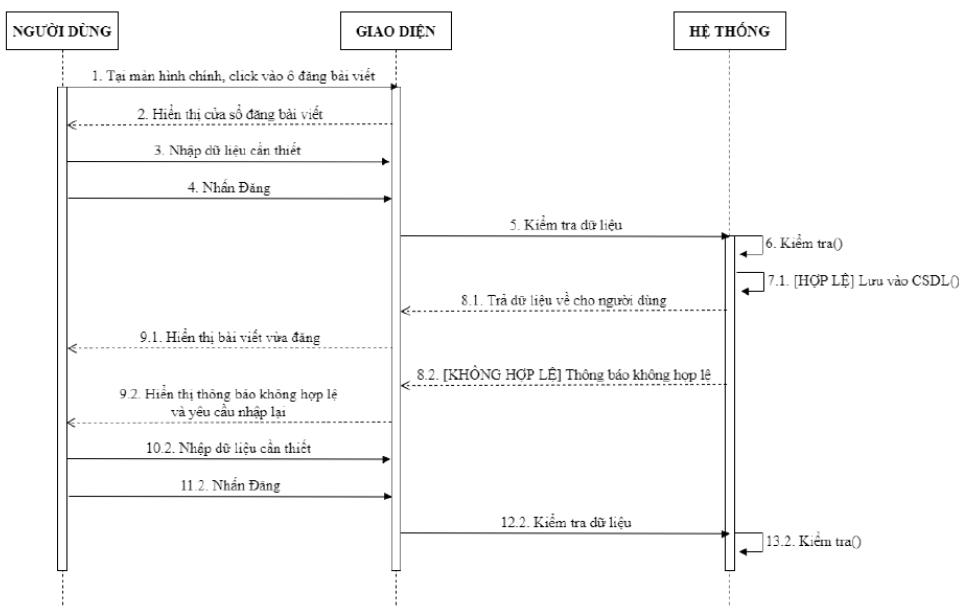 NGƯỜI DÙNG
GIAO DIỆN
HỆ THỐNG
1. Tại màn hình chính, click vào ô đăng bài viết
2. Hiển thị cửa sổ đăng bài viết
3. Nhập dữ liệu cần thiết
4. Nhấn Đăng
5. Kiểm tra dữ liệu
6. Kiểm tra()
7.1. [HỢP LỆ] Lưu vào CSDL()
8.1. Trả dữ liệu về cho người dùng
9.1. Hiển thị bài viết vừa đăng
8.2. [KHÔNG HỢP LỆ] Thông báo không hợp lệ
9.2. Hiển thị thông báo không hợp lệ
và yêu cầu nhập lại
10.2. Nhập dữ liệu cần thiết
11.2. Nhấn Đăng
12.2. Kiểm tra dữ liệu
13.2. Kiểm tra()